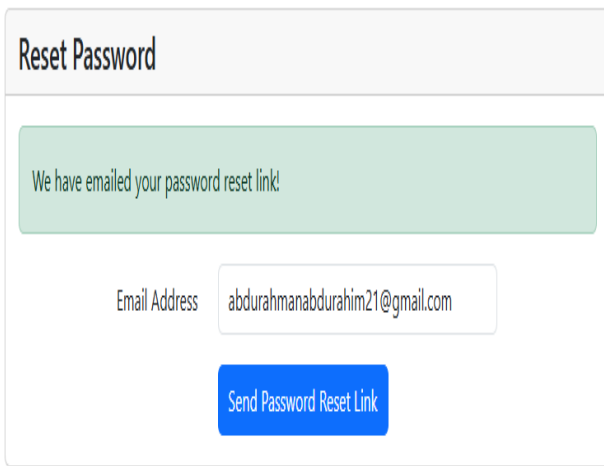 Reset Password
We have emailed your password reset link!
Email Address abdurahmanabdurahim21@gmail.com
Send Password Reset Link